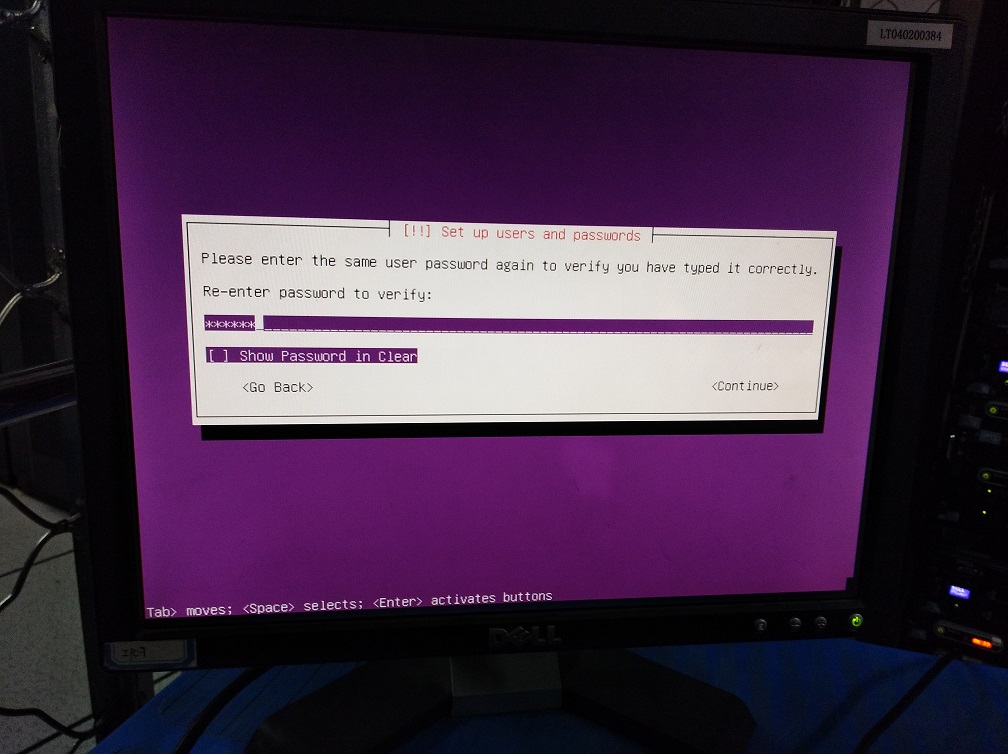 LT040200384
[!!] Set up users and passwords
Please enter the same user password again to verify you have typed it correctly.
Re-enter password to verify:
******
[ ] Show Password in Clear
<Go Back>
<Continue>
Tab> moves; <Space> selects; <Enter> activates buttons
DELL